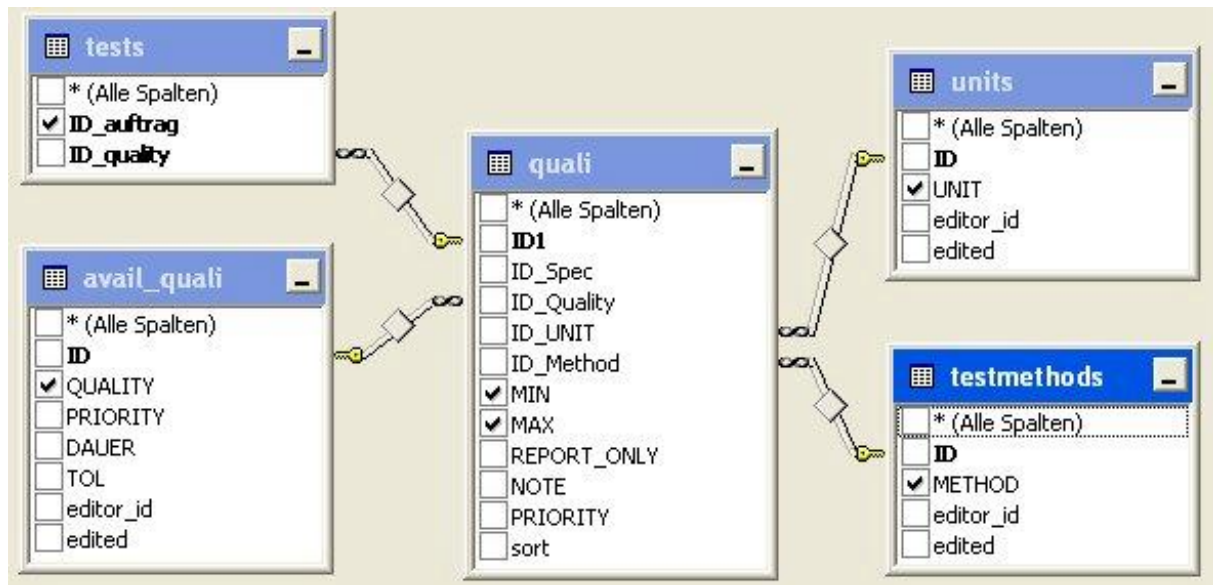 tests
* (Alle Spalten)
ID_auftrag
ID_quality
avail_quali
* (Alle Spalten)
ID
QUALITY
PRIORITY
DAUER
TOL
editor_id
edited
quali
* (Alle Spalten)
ID1
ID_Spec
ID_Quality
ID_UNIT
ID_Method
MIN
MAX
REPORT_ONLY
NOTE
PRIORITY
sort
units
* (Alle Spalten)
ID
UNIT
editor_id
edited
testmethods
* (Alle Spalten)
ID
METHOD
editor_id
edited